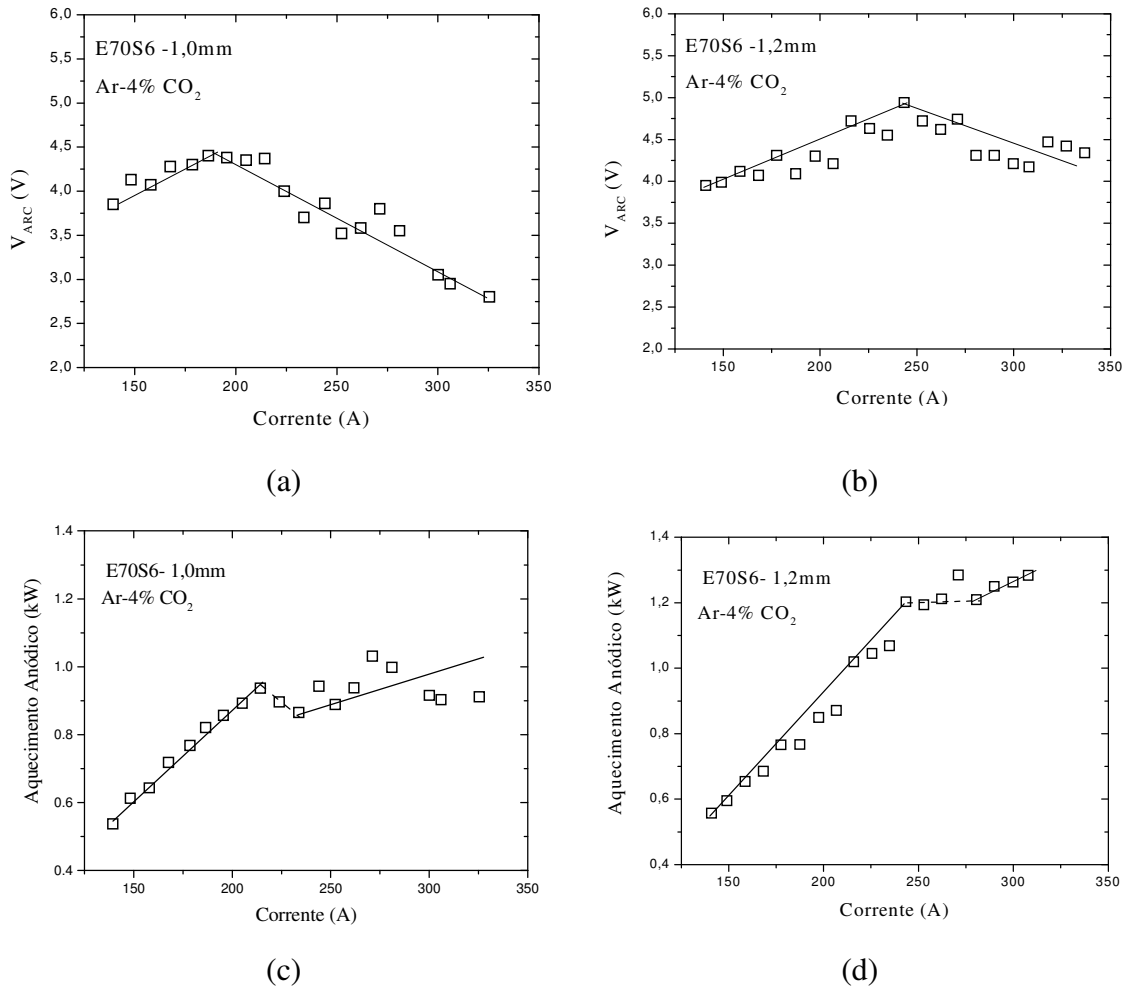 6,0
5,5
5,0
4,5
4,0
3,5
3,0
2,5
2,0
V_ARC (V)
E70S6 -1,0mm
Ar-4% CO₂
150 200 250 300 350
Corrente (A)
(a)
6,0
5,5
5,0
4,5
4,0
3,5
3,0
2,5
2,0
V_ARC (V)
E70S6 -1,2mm
Ar-4% CO₂
150 200 250 300 350
Corrente (A)
(b)
1.4
1.2
1.0
0.8
0.6
0.4
Aquecimento Anódico (kW)
E70S6- 1,0mm
Ar-4% CO₂
150 200 250 300 350
Corrente (A)
(c)
1,4
1,2
1,0
0,8
0,6
0,4
Aquecimento Anódico (kW)
E70S6- 1,2mm
Ar-4% CO₂
150 200 250 300 350
Corrente (A)
(d)